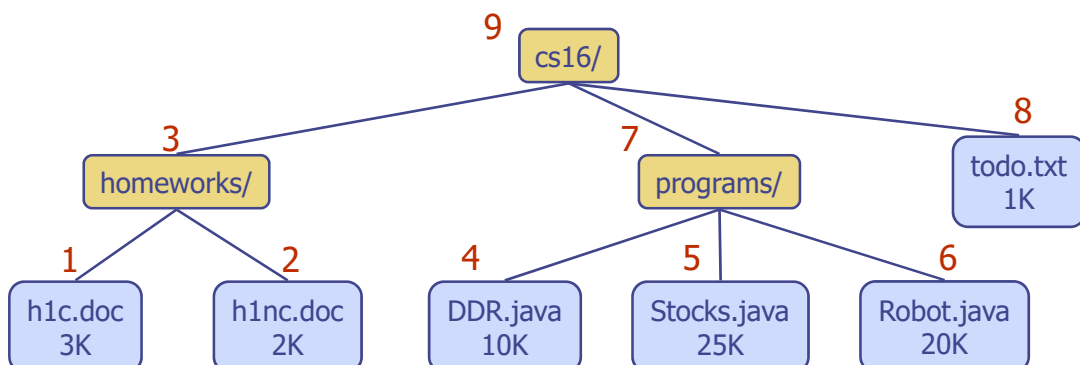 9
cs16/
3
7
8
homeworks/
programs/
todo.txt
1K
1
2
4
5
6
h1c.doc
3K
h1nc.doc
2K
DDR.java
10K
Stocks.java
25K
Robot.java
20K